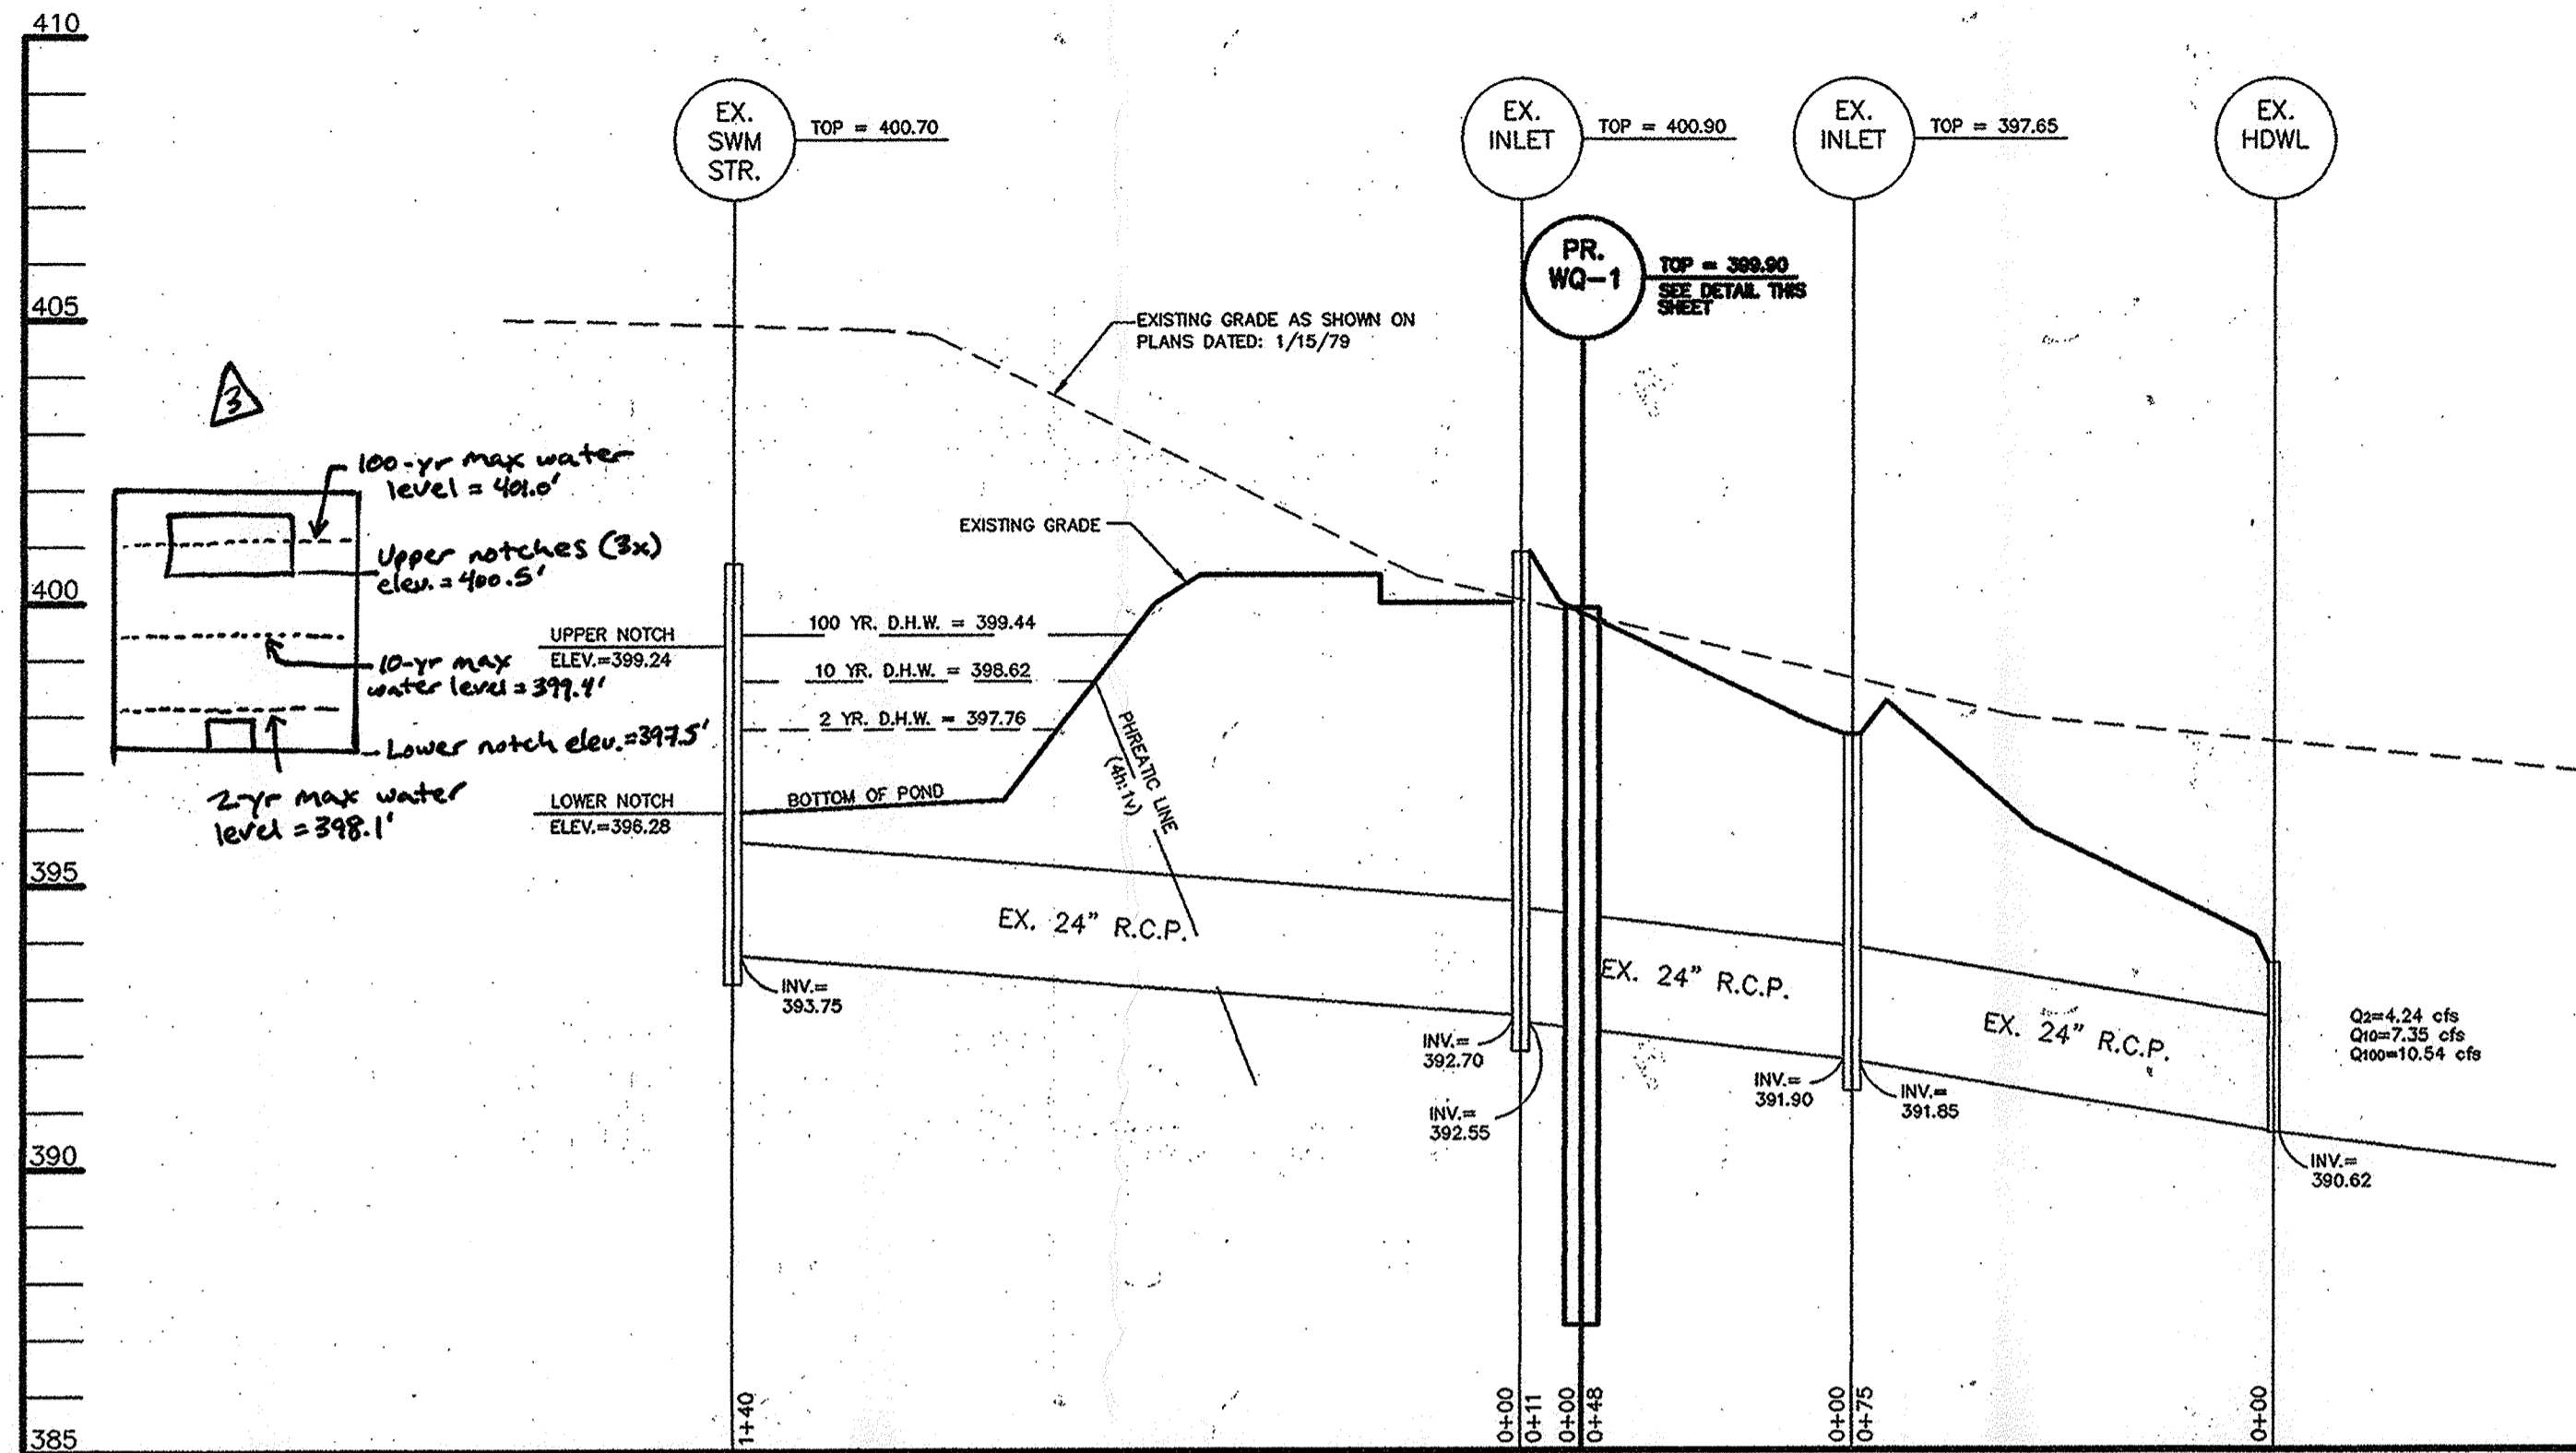 410
405
400
395
390
385
EX.
SWM
STR.
TOP = 400.70
EX.
INLET
TOP = 400.90
EX.
INLET
TOP = 397.65
EX.
HDWL
PR.
WQ-1
TOP = 399.90
SEE DETAIL THIS
SHEET
EXISTING GRADE AS SHOWN ON
PLANS DATED: 1/15/79
3
100-yr max water
level = 401.0'
Upper notches (3x)
elev. = 400.5'
10-yr max
water level = 399.4'
Lower notch elev. = 397.5'
2-yr max water
level = 398.1'
EXISTING GRADE
UPPER NOTCH
ELEV.=399.24
100 YR. D.H.W. = 399.44
10 YR. D.H.W. = 398.62
2 YR. D.H.W. = 397.76
PHREATIC LINE
(4h:1v)
LOWER NOTCH
ELEV.=396.28
BOTTOM OF POND
EX. 24" R.C.P.
EX. 24" R.C.P.
EX. 24" R.C.P.
INV.=
393.75
INV.=
392.70
INV.=
392.55
INV.=
391.90
INV.=
391.85
INV.=
390.62
Q2=4.24 cfs
Q10=7.35 cfs
Q100=10.54 cfs
1+40
0+00
0+11
0+00
0+48
0+00
0+75
0+00